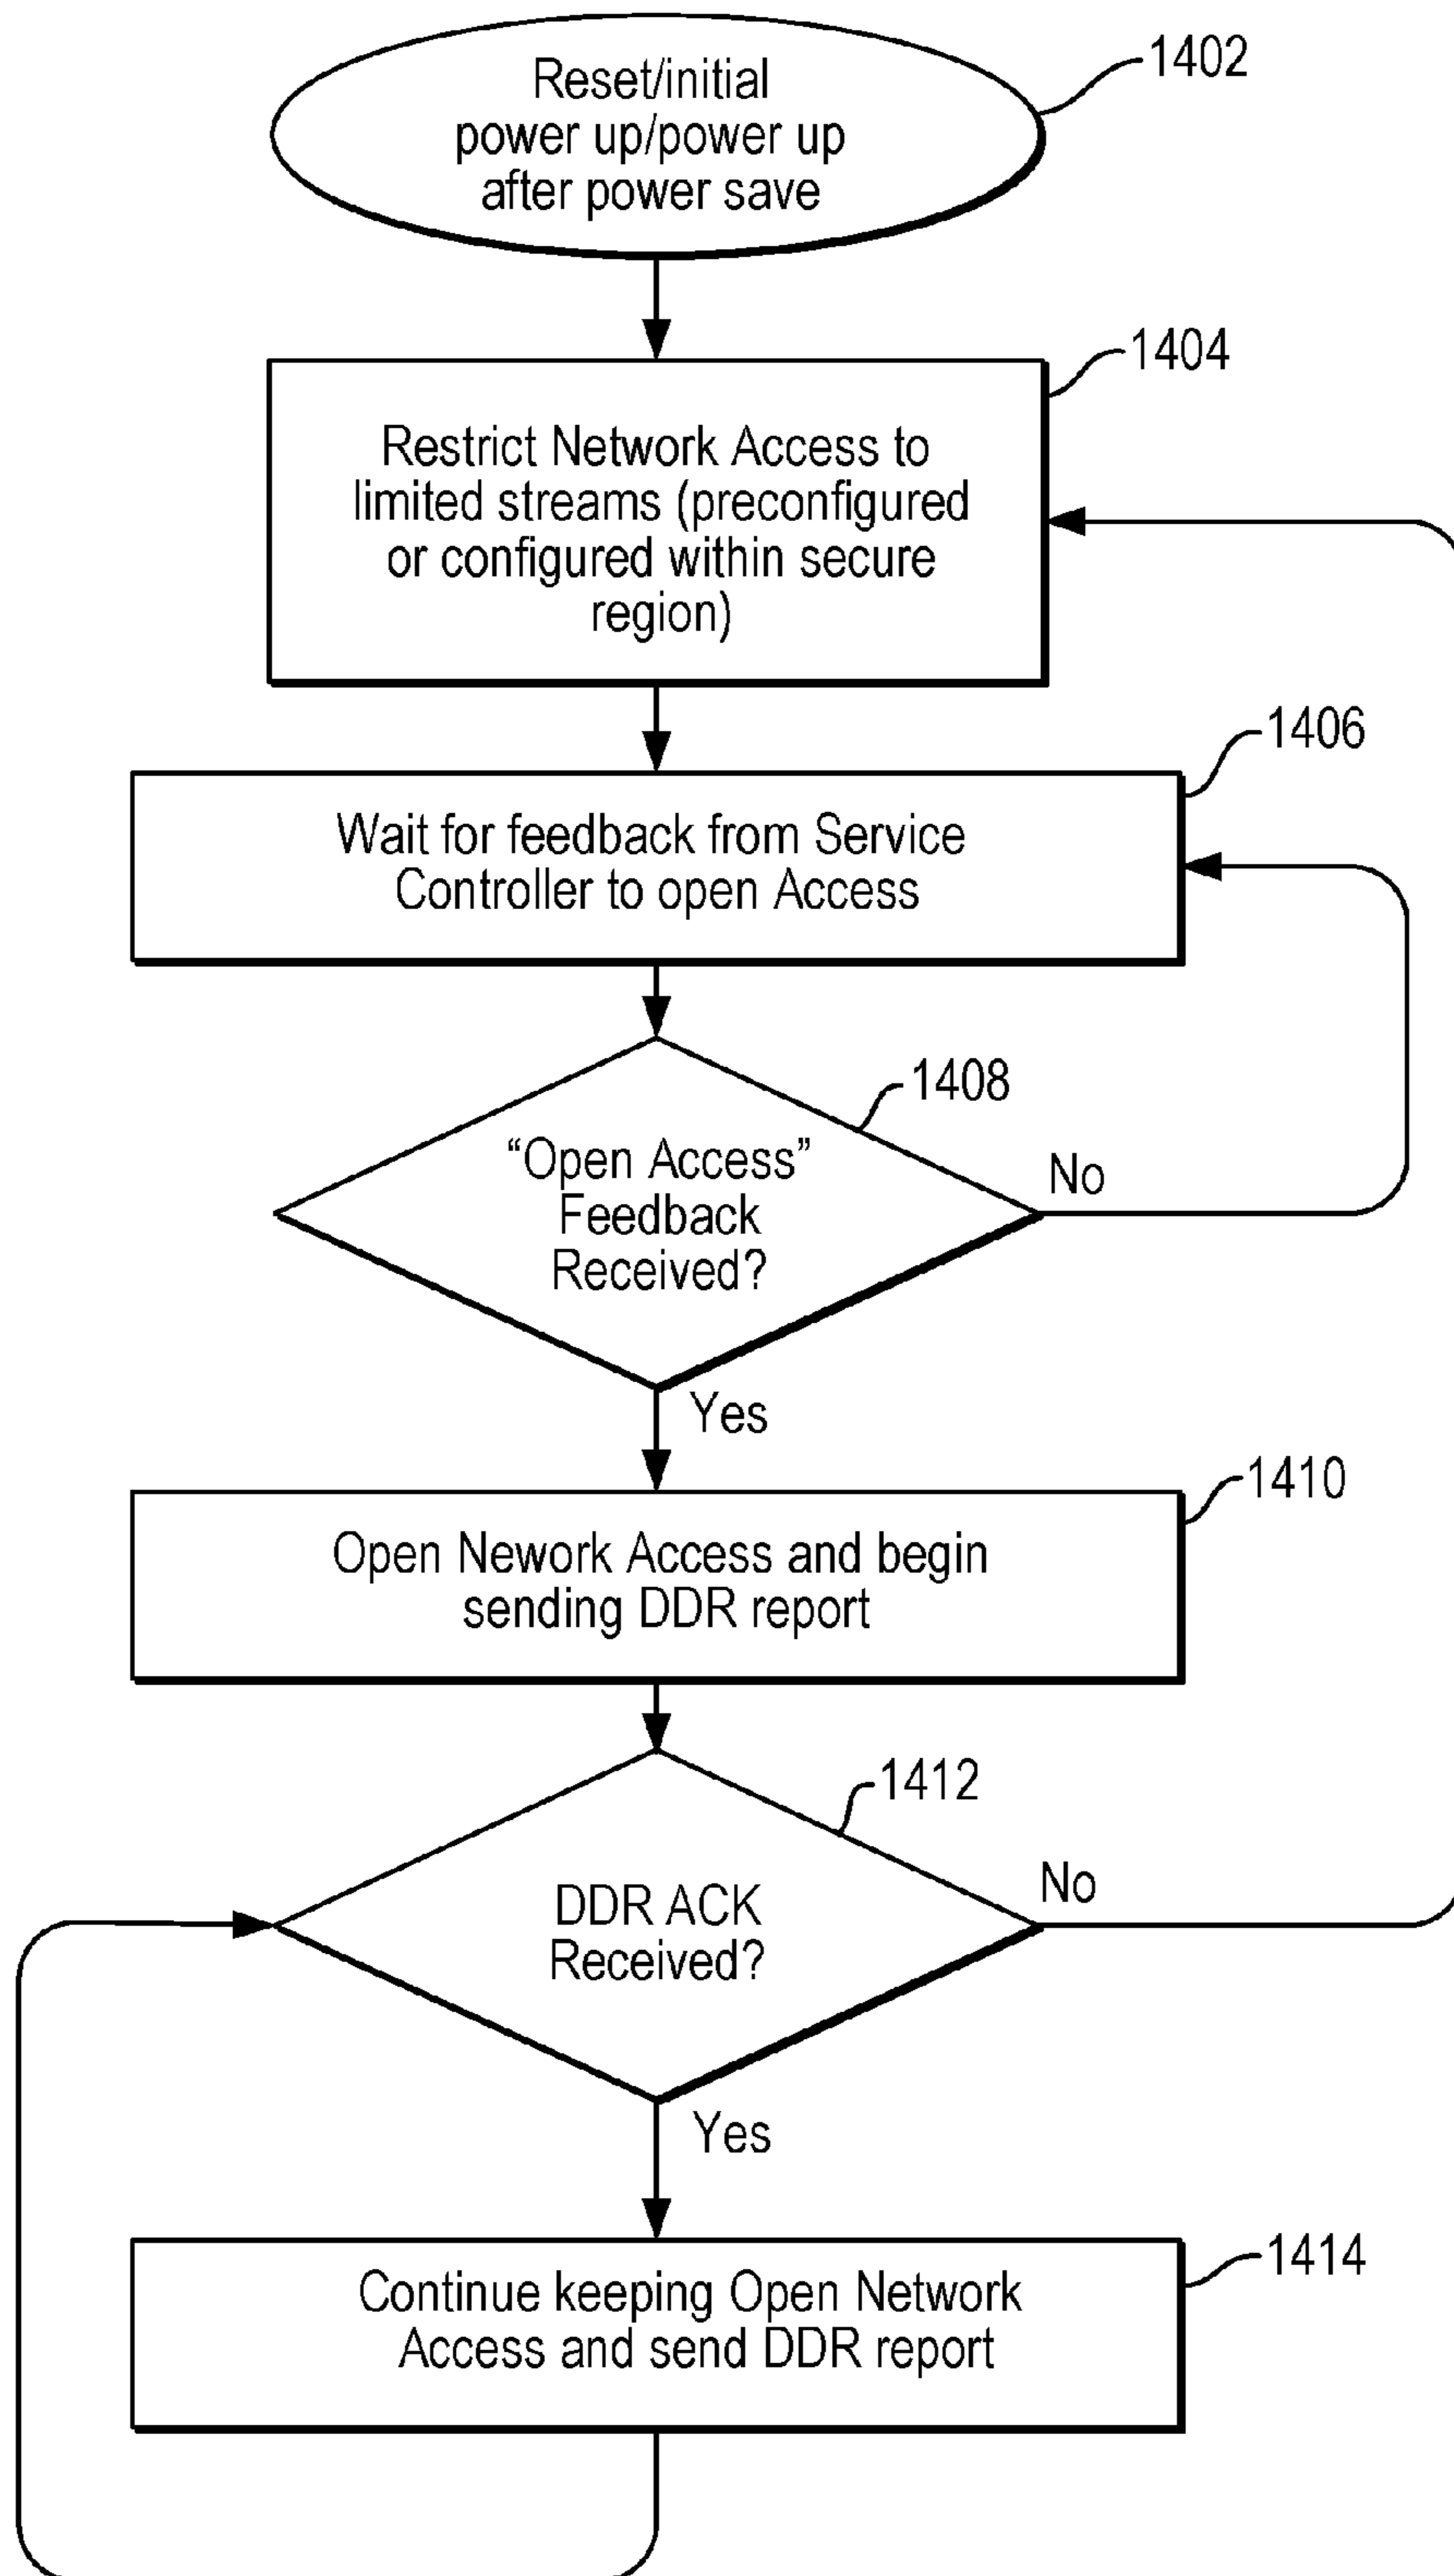 Reset/initial
power up/power up
after power save
1402
Restrict Network Access to
limited streams (preconfigured
or configured within secure
region)
1404
Wait for feedback from Service
Controller to open Access
1406
“Open Access”
Feedback
Received?
1408
No
Yes
Open Nework Access and begin
sending DDR report
1410
DDR ACK
Received?
1412
No
Yes
Continue keeping Open Network
Access and send DDR report
1414